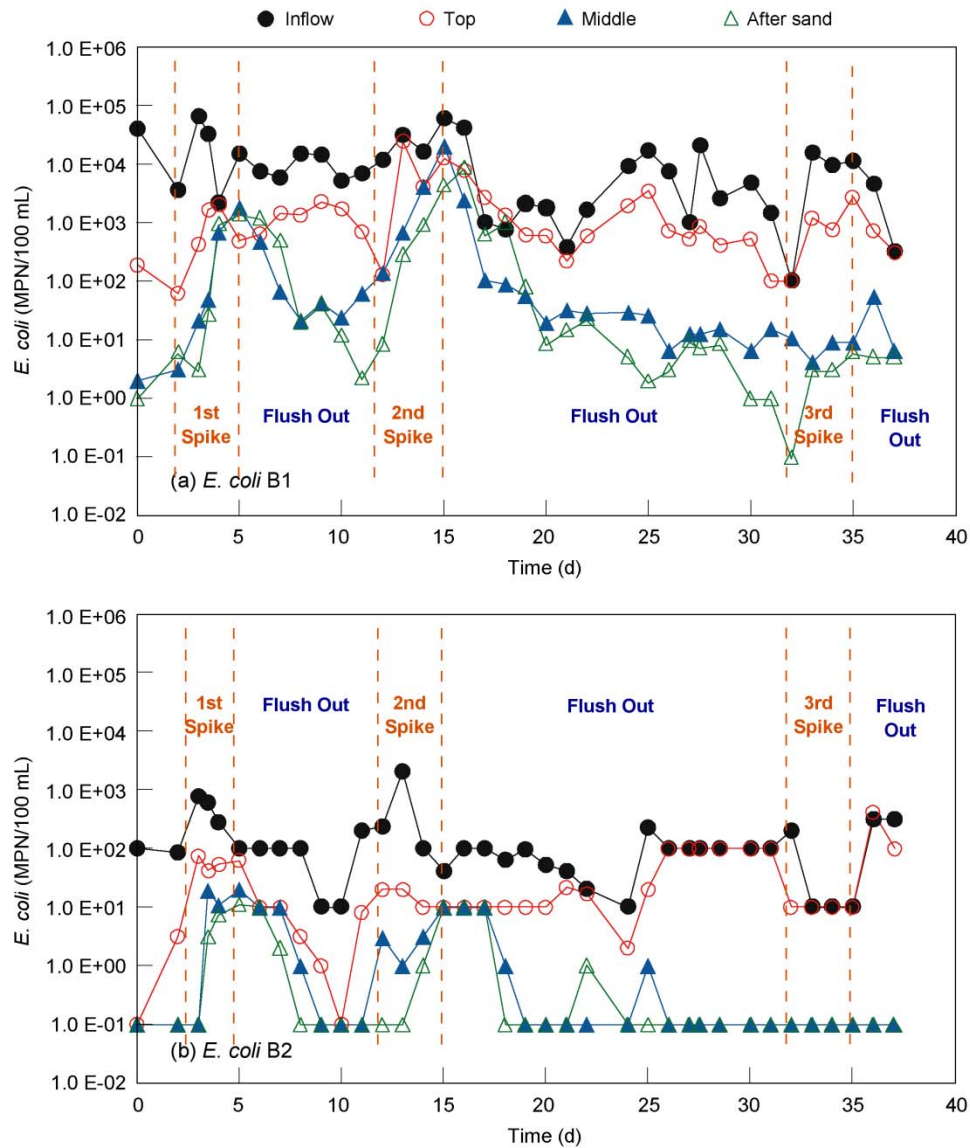 Inflow Top Middle After sand
1.0 E+06
1.0 E+05
1.0 E+04
1.0 E+03
1.0 E+02
1.0 E+01
1.0 E+00
1.0 E-01
1.0 E-02
E. coli (MPN/100 mL)
1st
Spike
Flush Out
2nd
Spike
Flush Out
3rd
Spike
Flush
Out
(a) E. coli B1
0 5 10 15 20 25 30 35 40
Time (d)
1.0 E+06
1.0 E+05
1.0 E+04
1.0 E+03
1.0 E+02
1.0 E+01
1.0 E+00
1.0 E-01
1.0 E-02
E. coli (MPN/100 mL)
1st
Spike
Flush Out
2nd
Spike
Flush Out
3rd
Spike
Flush
Out
(b) E. coli B2
0 5 10 15 20 25 30 35 40
Time (d)